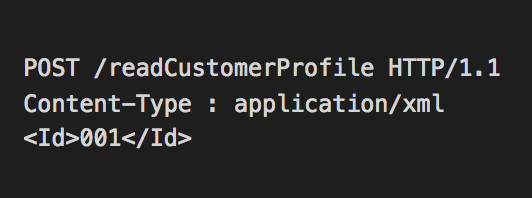 POST /readCustomerProfile HTTP/1.1
Content-Type : application/xml
<Id>001</Id>